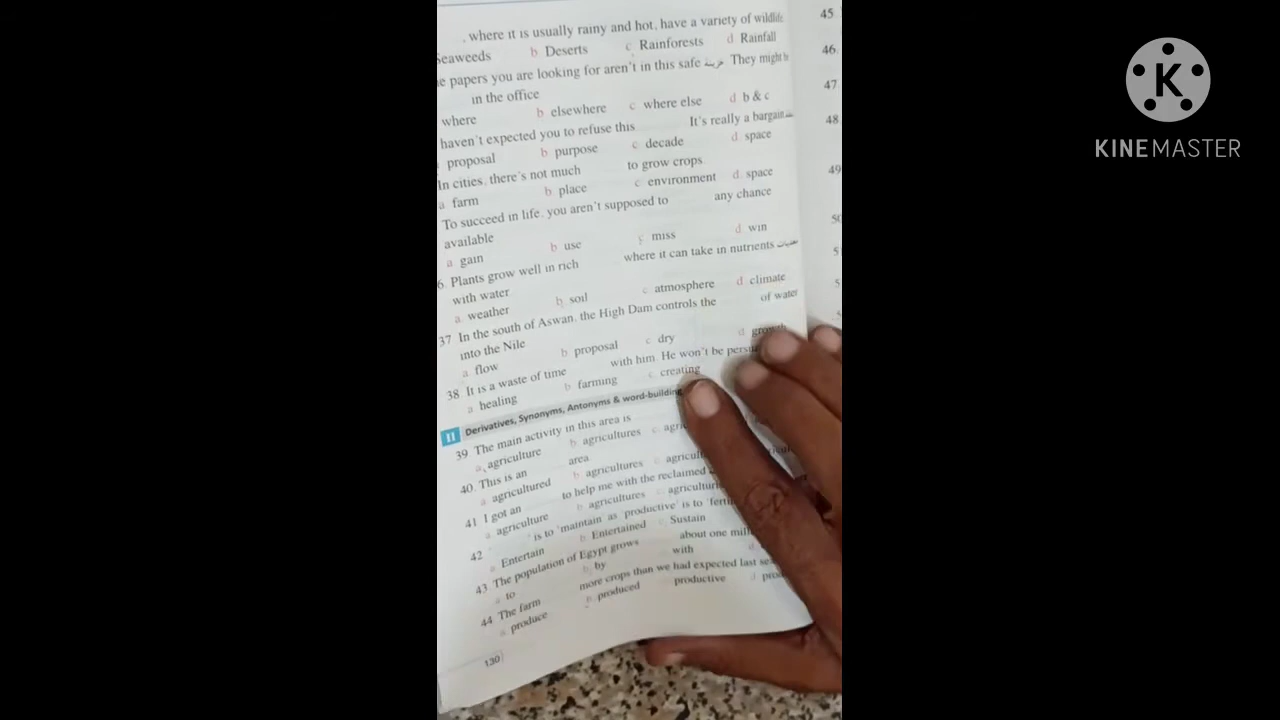 , where it is usually rainy and hot, have a variety of wildlife.
Seaweeds b Deserts c Rainforests d Rainfall
papers you are looking for aren't in this safe خزينة They might
in the office
where b elsewhere c where else d b & c
haven't expected you to refuse this It's really a bargain
proposal b purpose c decade d space
In cities, there's not much to grow crops.
a farm b place c environment d space
To succeed in life, you aren't supposed to any chance
available
a gain b use c miss d win
6. Plants grow well in rich where it can take in nutrients مغذيات
with water
a. weather b soil c atmosphere d climate
37 In the south of Aswan, the High Dam controls the of water
into the Nile
a flow b proposal c dry d growth
38 It is a waste of time with him He won't be
a healing b farming c creating
II Derivatives, Synonyms, Antonyms & word-building
39 The main activity in this area is
a. agriculture b agricultures c
40. This is an area
a agricultured b agricultures c
41 I got an to help me with the reclaimed
a agriculture b agricultures c
42 is to 'maintain' as 'productive' is to
a Entertain b Entertained c Sustain
43 The population of Egypt grows about one
a to b by with d
44 The farm more crops than we had expected last
a produce b produced productive d
130
45
46.
47
48
49
5
5
KINEMASTER